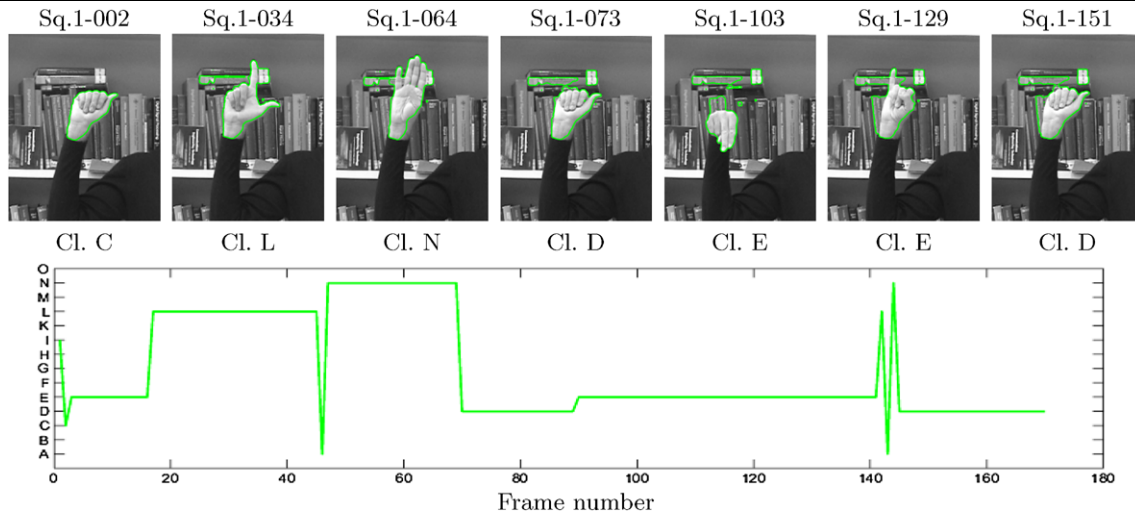 Sq.1-002 Sq.1-034 Sq.1-064 Sq.1-073 Sq.1-103 Sq.1-129 Sq.1-151
Cl. C Cl. L Cl. N Cl. D Cl. E Cl. E Cl. D
O
N
M
L
K
I
H
G
F
E
D
C
B
A
0 20 40 60 80 100 120 140 160 180
Frame number